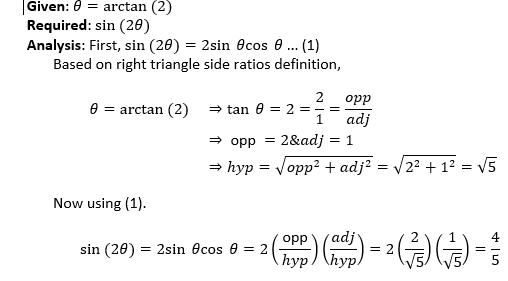 Given: θ = arctan (2)
Required: sin (2θ)
Analysis: First, sin (2θ) = 2sin θcos θ … (1)
Based on right triangle side ratios definition,
θ = arctan (2) ⇒ tan θ = 2 = 2/1 = opp/adj
⇒ opp = 2&adj = 1
⇒ hyp = √(opp² + adj²) = √(2² + 1²) = √5
Now using (1).
sin (2θ) = 2sin θcos θ = 2(opp/hyp)(adj/hyp) = 2(2/√5)(1/√5) = 4/5